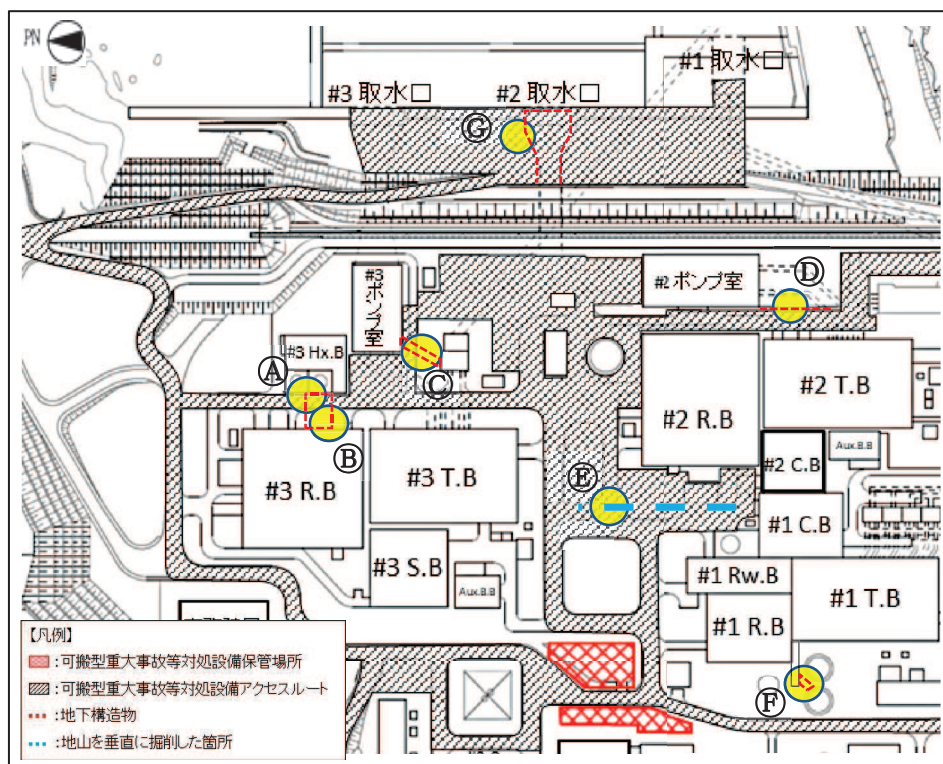 PN
#1 取水口
#3 取水口
#2 取水口
Ⓖ
#3 ポンプ室
#2 ポンプ室
Ⓓ
#3 Hx.B
Ⓐ
Ⓒ
#2 R.B
#2 T.B
Ⓑ
#3 R.B
#3 T.B
Ⓔ
#2 C.B
Aux.B.B
#1 C.B
#3 S.B
Aux.B.B
#1 Rw.B
#1 R.B
#1 T.B
Ⓕ
【凡例】
:可搬型重大事故等対処設備保管場所
:可搬型重大事故等対処設備アクセスルート
:地下構造物
:地山を垂直に掘削した箇所